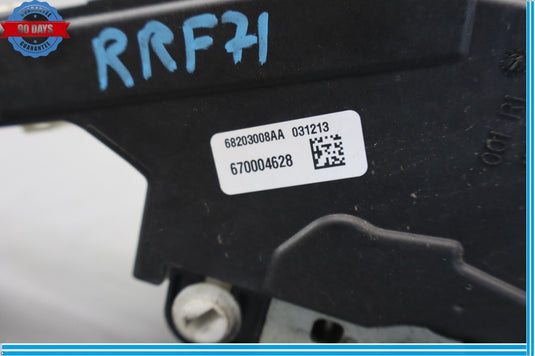 90 DAYS
GUARANTEE
RRF71
68203008AA 031213
670004628